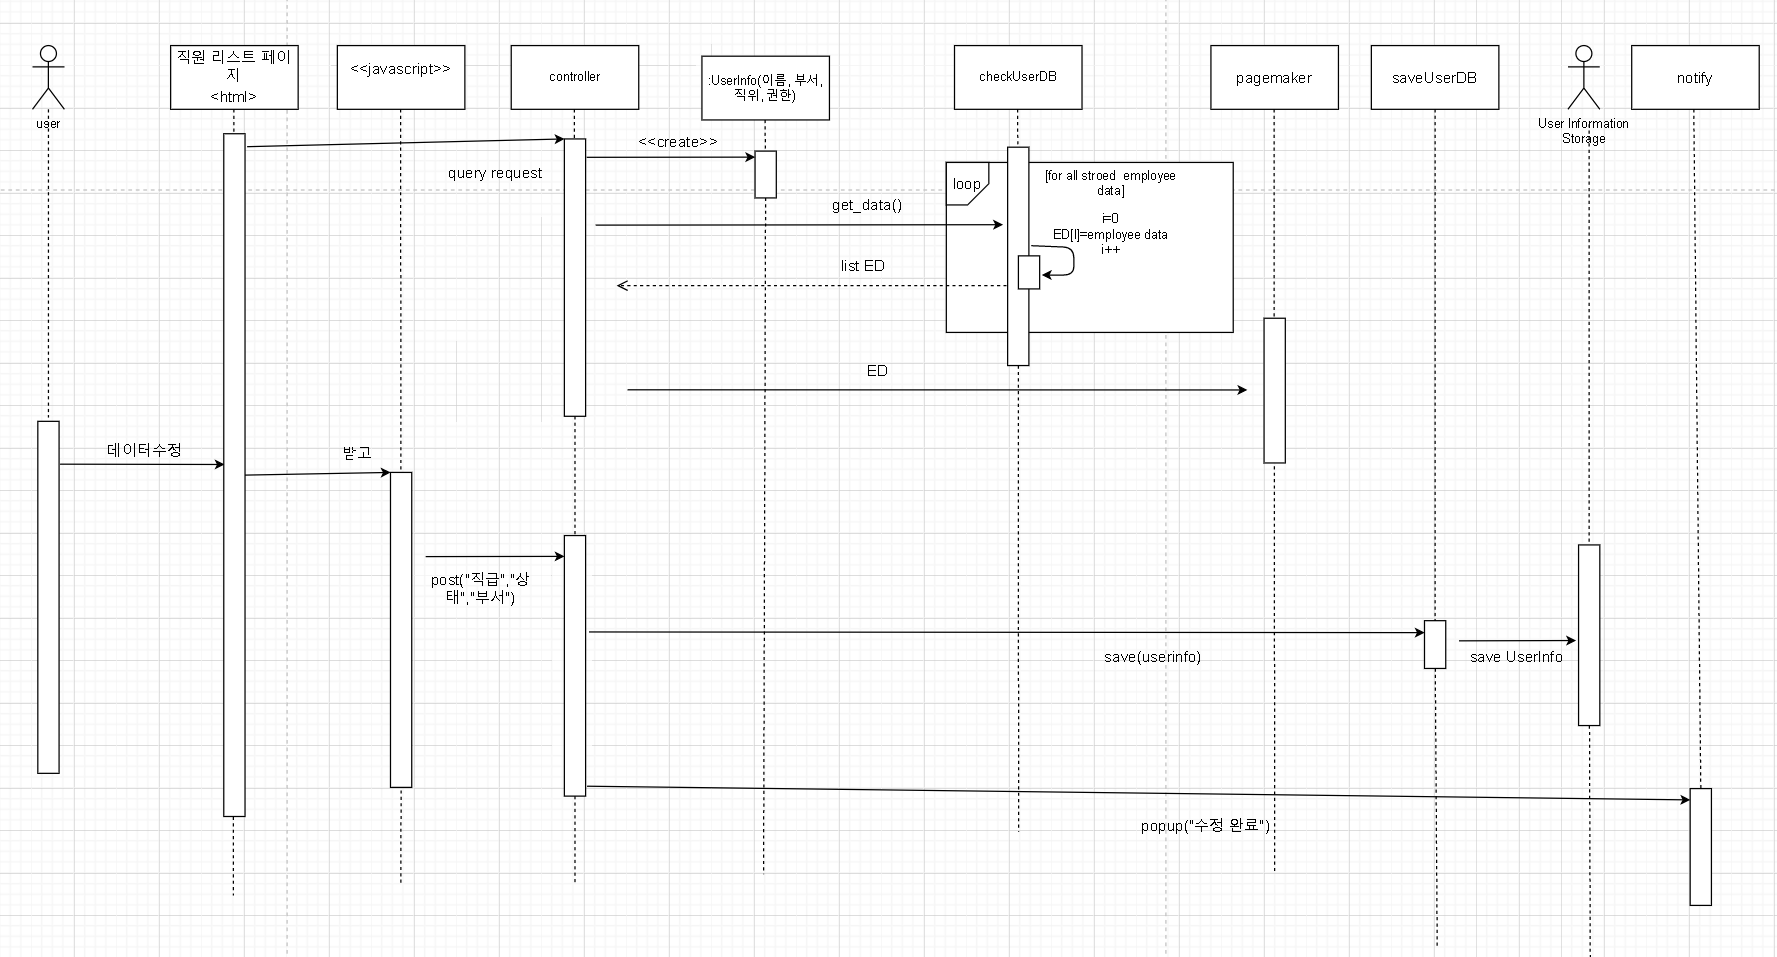 직원 리스트 페이
지
<html>
<<javascript>>
controller
:UserInfo(이름, 부서,
직위, 권한)
checkUserDB
pagemaker
saveUserDB
notify
user
User Information
Storage
<<create>>
query request
loop
[for all stroed  employee
data]
get_data()
i=0
ED[I]=employee data
i++
list ED
ED
데이터수정
받고
post("직급","상
태","부서")
save(userinfo)
save UserInfo
popup("수정 완료")